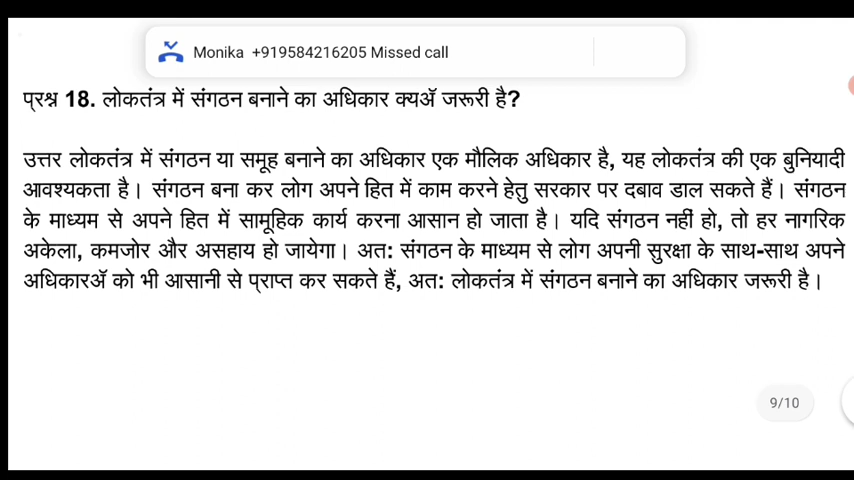 Monika +919584216205 Missed call
प्रश्न 18. लोकतंत्र में संगठन बनाने का अधिकार क्यॲ जरूरी है?
उत्तर लोकतंत्र में संगठन या समूह बनाने का अधिकार एक मौलिक अधिकार है, यह लोकतंत्र की एक बुनियादी
आवश्यकता है। संगठन बना कर लोग अपने हित में काम करने हेतु सरकार पर दबाव डाल सकते हैं। संगठन
के माध्यम से अपने हित में सामूहिक कार्य करना आसान हो जाता है। यदि संगठन नहीं हो, तो हर नागरिक
अकेला, कमजोर और असहाय हो जायेगा। अत: संगठन के माध्यम से लोग अपनी सुरक्षा के साथ-साथ अपने
अधिकारॲ को भी आसानी से प्राप्त कर सकते हैं, अत: लोकतंत्र में संगठन बनाने का अधिकार जरूरी है।
9/10